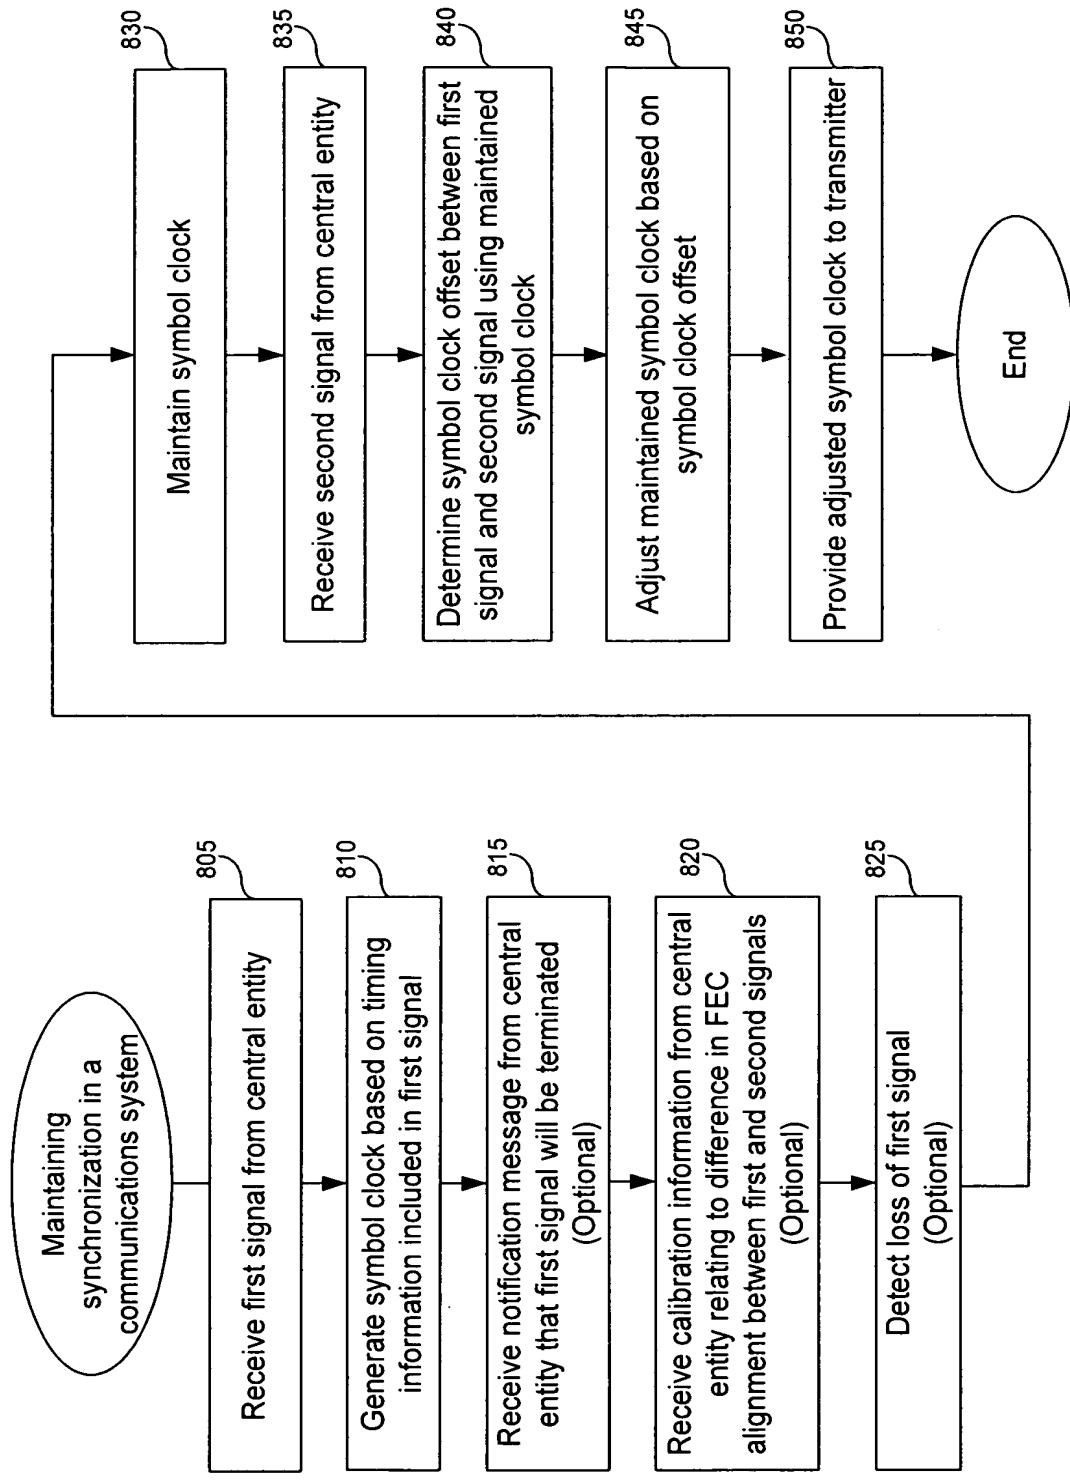 Maintaining
synchronization in a
communications system
805
Receive first signal from central entity
810
Generate symbol clock based on timing
information included in first signal
815
Receive notification message from central
entity that first signal will be terminated
(Optional)
820
Receive calibration information from central
entity relating to difference in FEC
alignment between first and second signals
(Optional)
825
Detect loss of first signal
(Optional)
830
Maintain symbol clock
835
Receive second signal from central entity
840
Determine symbol clock offset between first
signal and second signal using maintained
symbol clock
845
Adjust maintained symbol clock based on
symbol clock offset
850
Provide adjusted symbol clock to transmitter
End